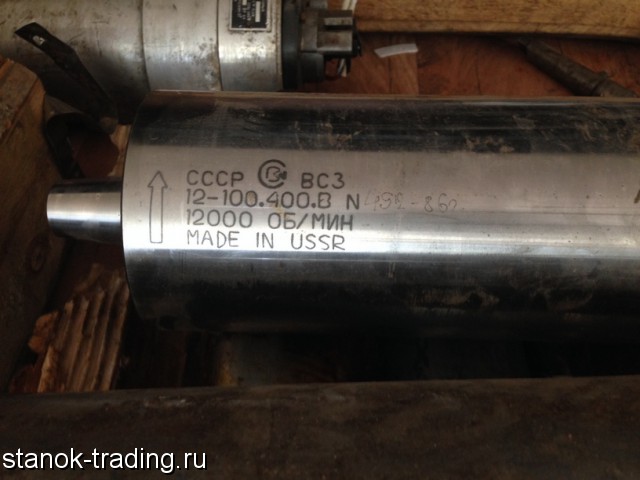 СССР ВСЗ
12-100.400.В N
12000 ОБ/МИН
MADE IN USSR
stanok-trading.ru